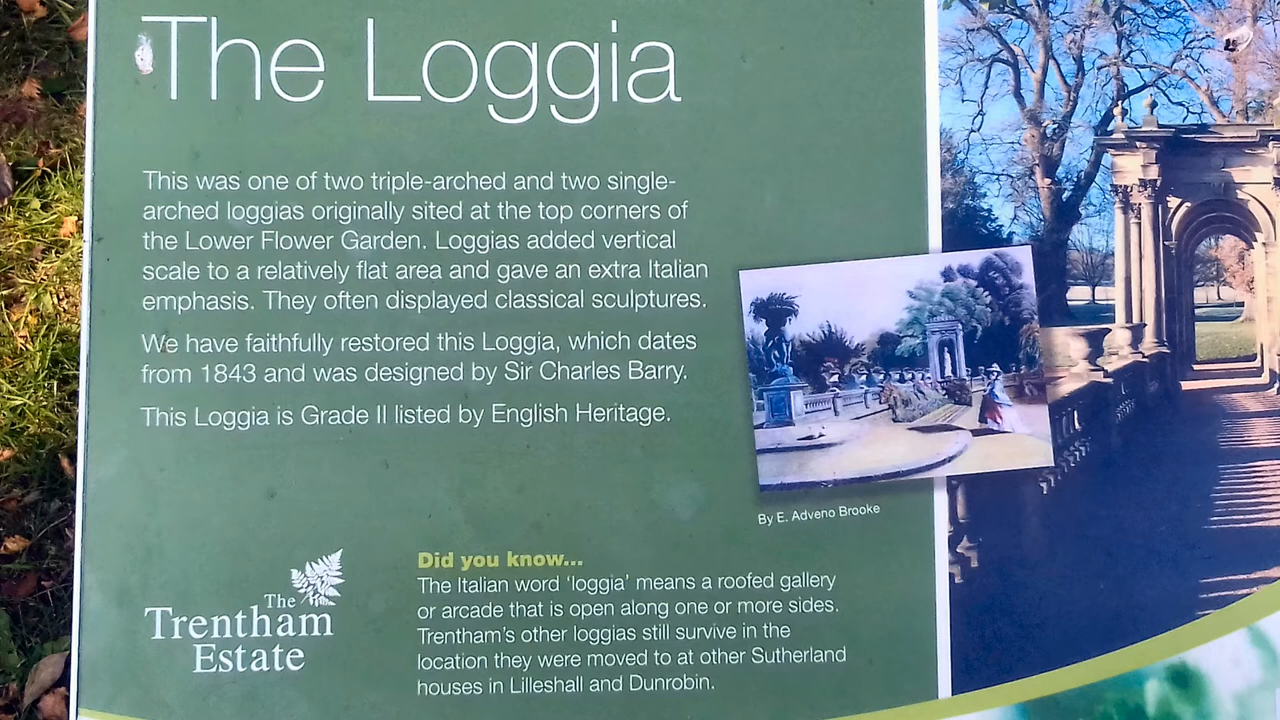 The Loggia
This was one of two triple-arched and two single-
arched loggias originally sited at the top corners of
the Lower Flower Garden. Loggias added vertical
scale to a relatively flat area and gave an extra Italian
emphasis. They often displayed classical sculptures.
We have faithfully restored this Loggia, which dates
from 1843 and was designed by Sir Charles Barry.
This Loggia is Grade II listed by English Heritage.
By E. Adveno Brooke
The
Trentham
Estate
Did you know...
The Italian word ‘loggia’ means a roofed gallery
or arcade that is open along one or more sides.
Trentham's other loggias still survive in the
location they were moved to at other Sutherland
houses in Lilleshall and Dunrobin.